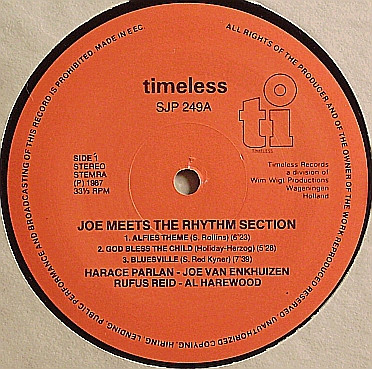 ALL RIGHTS OF THE PRODUCER AND OF THE OWNER OF THE WORK REPRODUCED RESERVED, UNAUTHORIZED COPYING, HIRING, LENDING, PUBLIC PERFORMANCE AND BROADCASTING OF THIS RECORD IS PROHIBITED. MADE IN EEC.
timeless
SJP 249A
ti
TIMELESS
SIDE 1
STEREO
STEMRA
(P) 1987
33⅓ RPM
Timeless Records
a division of
Wim Wigt Productions
Wageningen
Holland
JOE MEETS THE RHYTHM SECTION
1. ALFIES THEME (S. Rollins) (6'23)
2. GOD BLESS THE CHILD (Holiday-Herzog) (5'28)
3. BLUESVILLE (S. Red Kyner) (7'39)
HARACE PARLAN - JOE VAN ENKHUIZEN
RUFUS REID - AL HAREWOOD